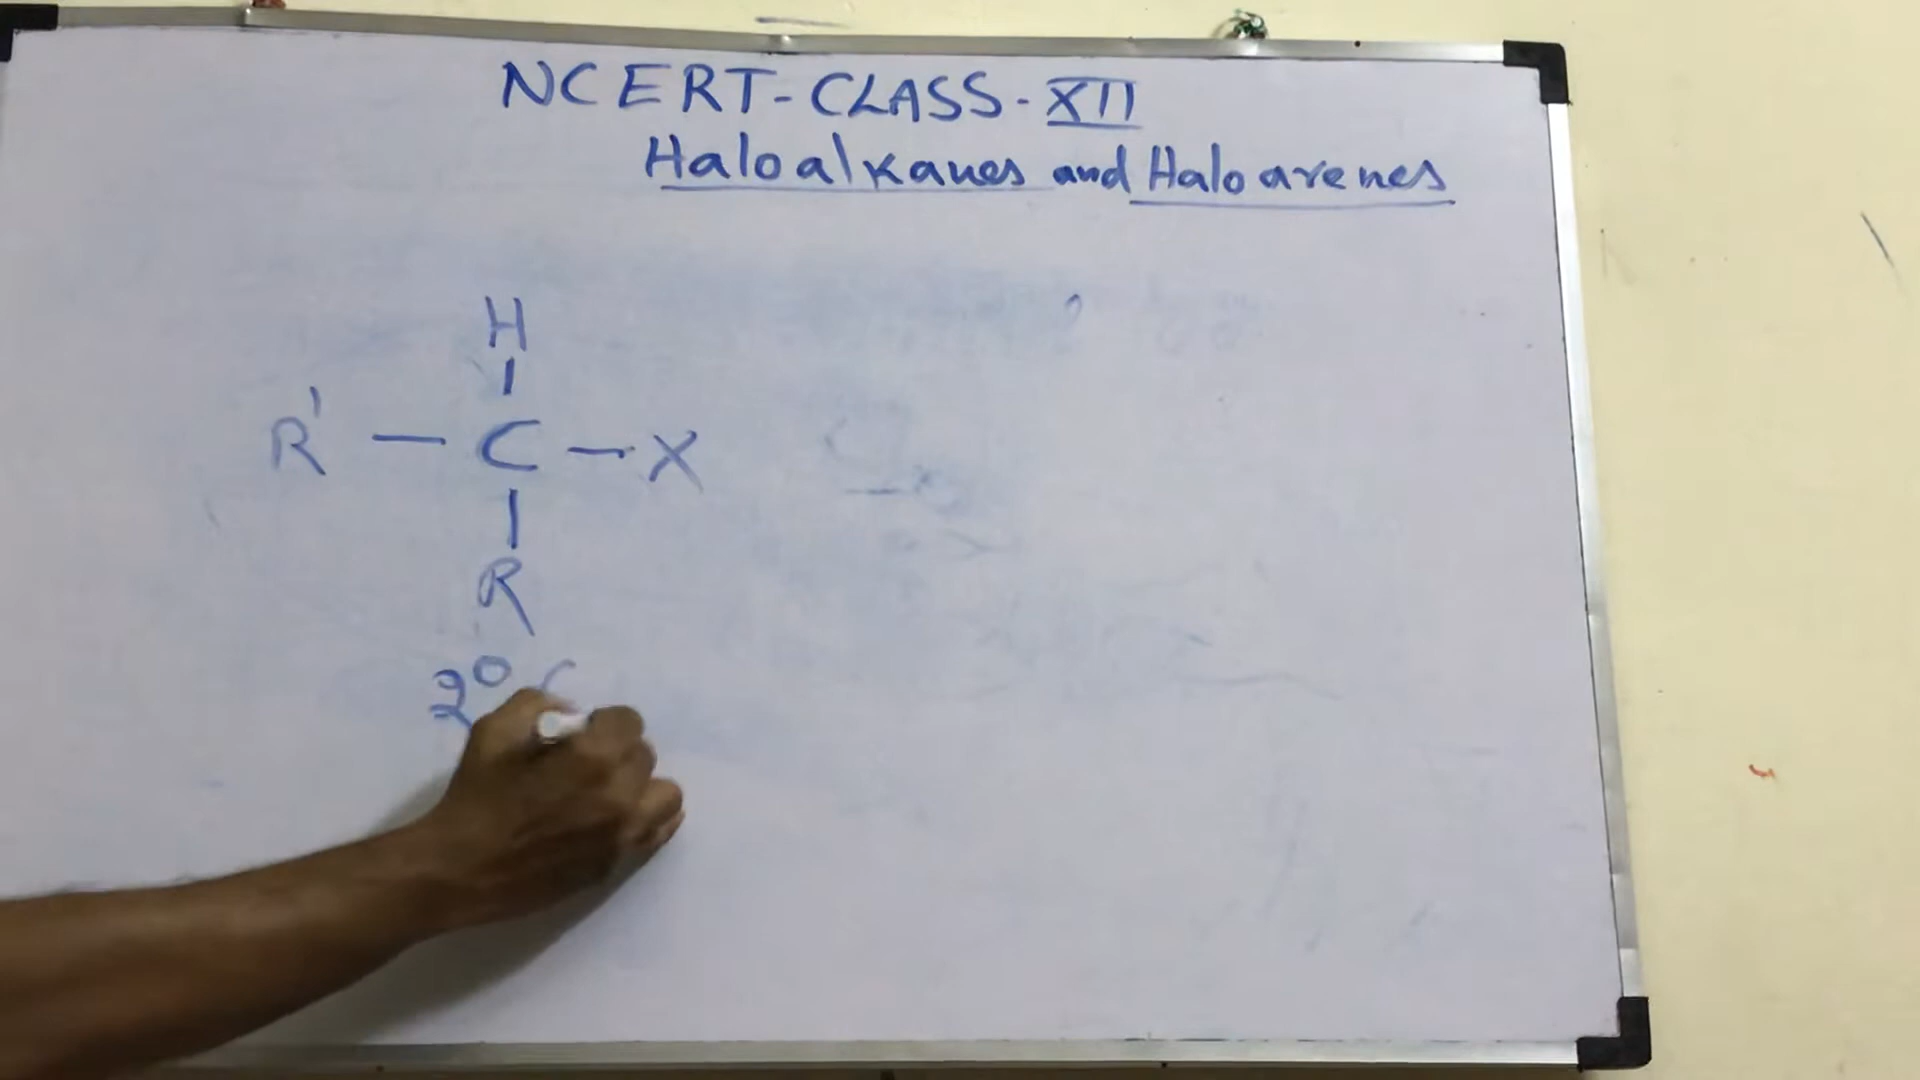 NCERT-CLASS-XII
Haloalkanes and Haloarenes
H
R' - C - X
R
2° (